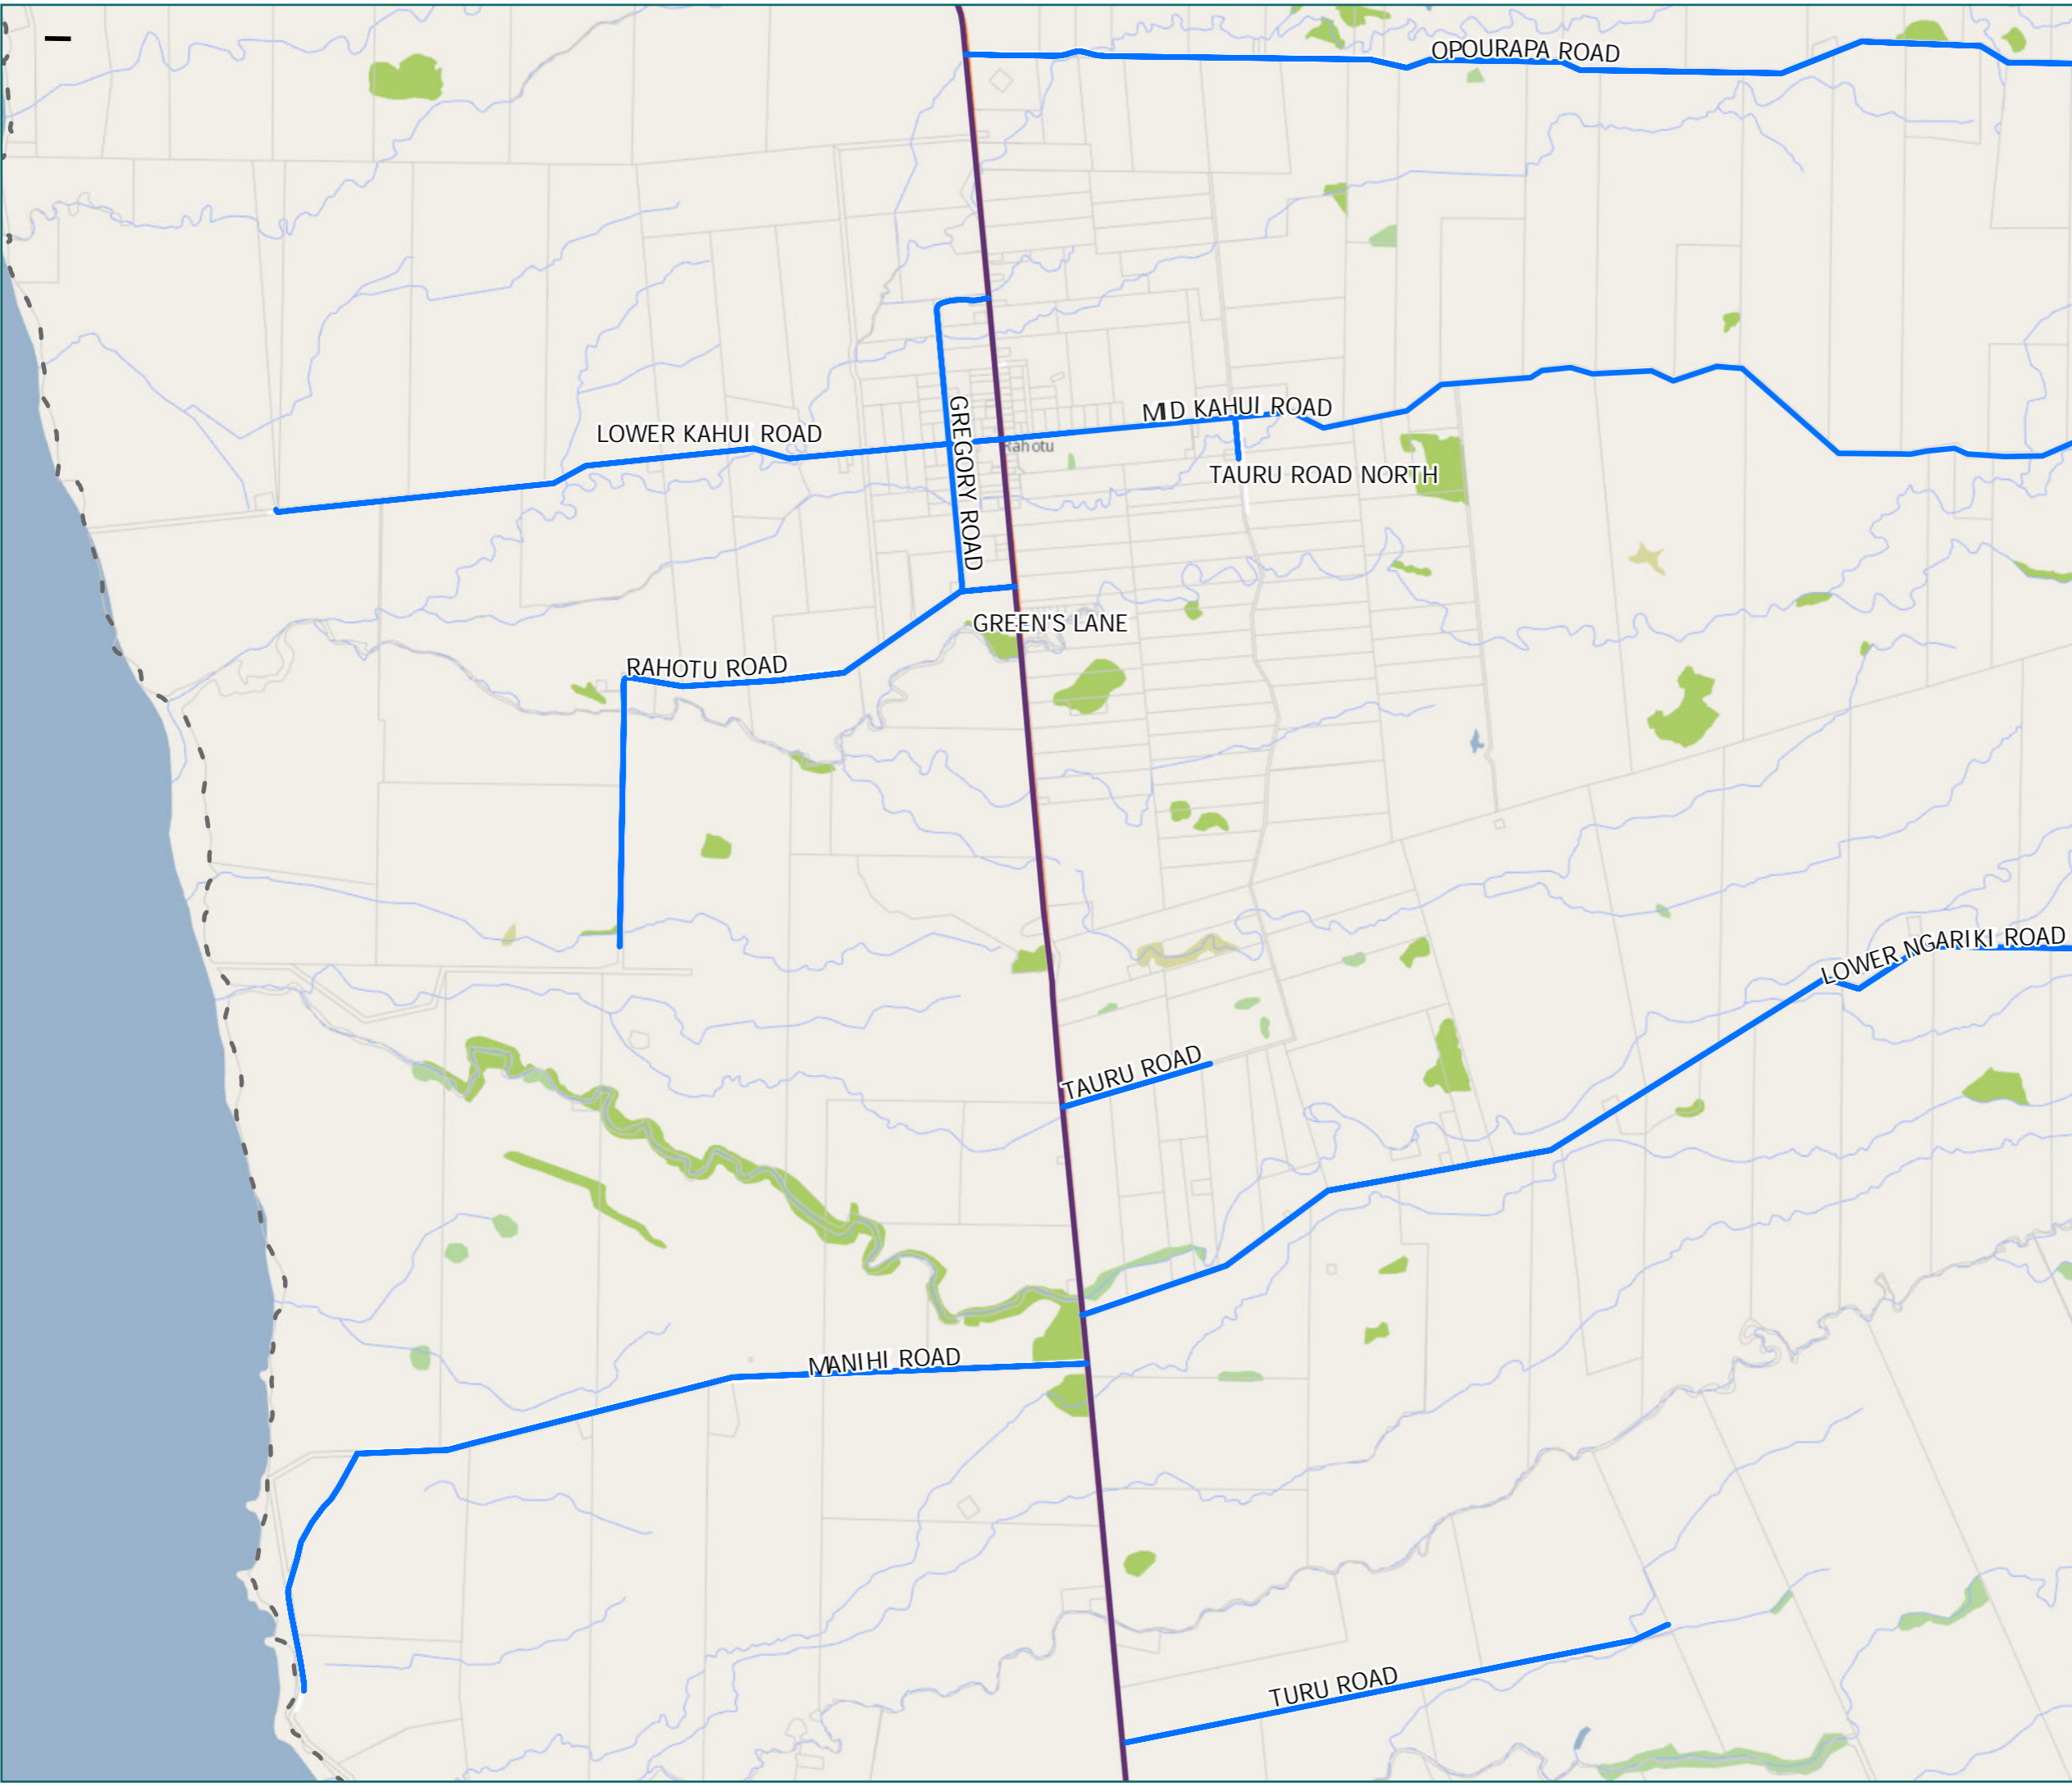 OPOURAPA ROAD
MID KAHUI ROAD
LOWER KAHUI ROAD
GREGORY ROAD
Rahotu
TAURU ROAD NORTH
GREEN'S LANE
RAHOTU ROAD
LOWER NGARIKI ROAD
TAURU ROAD
MANIHI ROAD
TURU ROAD